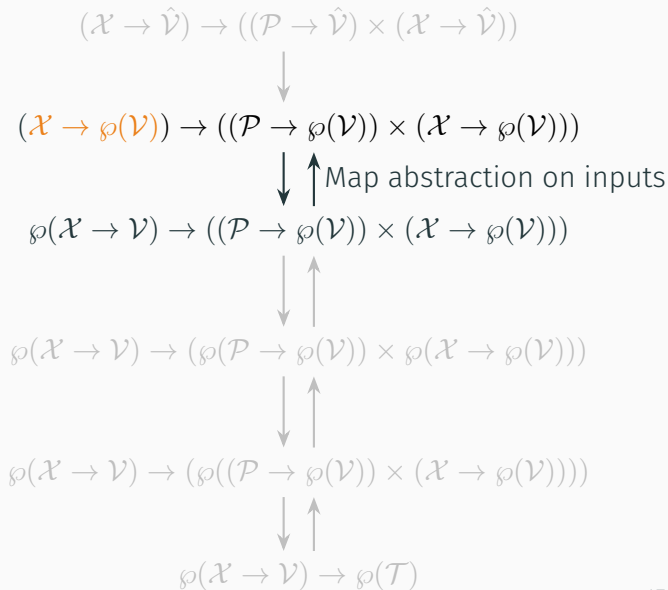 (𝒳 → 𝒱̂) → ((𝒫 → 𝒱̂) × (𝒳 → 𝒱̂))
(𝒳 → ℘(𝒱)) → ((𝒫 → ℘(𝒱)) × (𝒳 → ℘(𝒱)))
Map abstraction on inputs
℘(𝒳 → 𝒱) → ((𝒫 → ℘(𝒱)) × (𝒳 → ℘(𝒱)))
℘(𝒳 → 𝒱) → (℘(𝒫 → ℘(𝒱)) × ℘(𝒳 → ℘(𝒱)))
℘(𝒳 → 𝒱) → (℘((𝒫 → ℘(𝒱)) × (𝒳 → ℘(𝒱))))
℘(𝒳 → 𝒱) → ℘(𝒯)